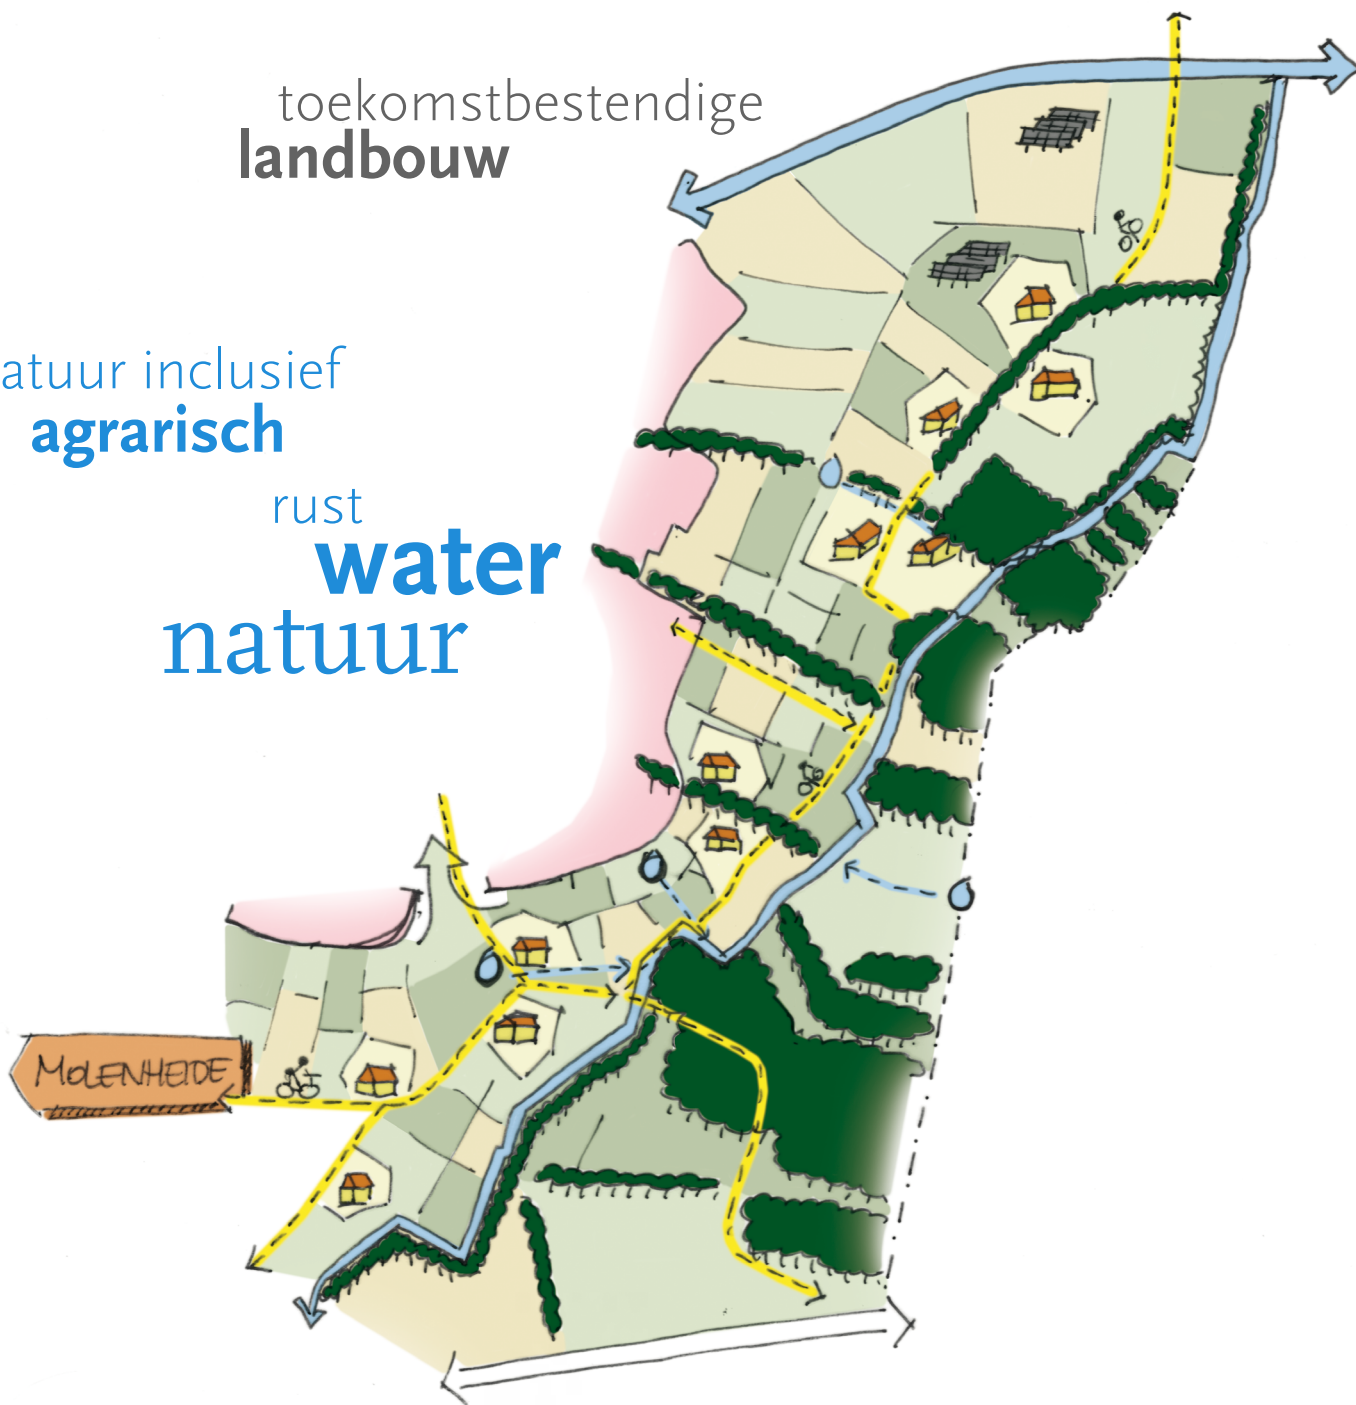 toekomstbestendige
landbouw
atuur inclusief
agrarisch
rust
water
natuur
MOLENHEIDE